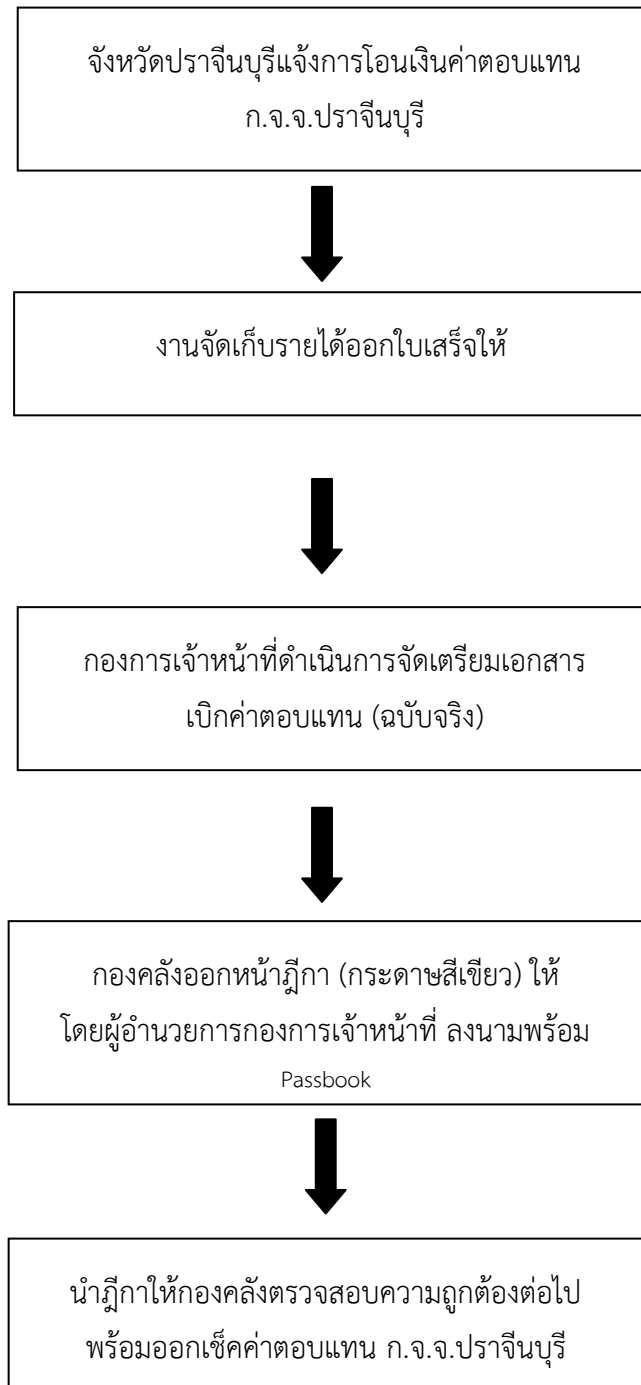 จังหวัดปราจีนบุรีแจ้งการโอนเงินค่าตอบแทน
ก.จ.จ.ปราจีนบุรี
งานจัดเก็บรายได้ออกใบเสร็จให้
กองการเจ้าหน้าที่ดำเนินการจัดเตรียมเอกสาร
เบิกค่าตอบแทน (ฉบับจริง)
กองคลังออกหน้าฎีกา (กระดาษสีเขียว) ให้
โดยผู้อำนวยการกองการเจ้าหน้าที่ ลงนามพร้อม
Passbook
นำฎีกาให้กองคลังตรวจสอบความถูกต้องต่อไป
พร้อมออกเช็คค่าตอบแทน ก.จ.จ.ปราจีนบุรี